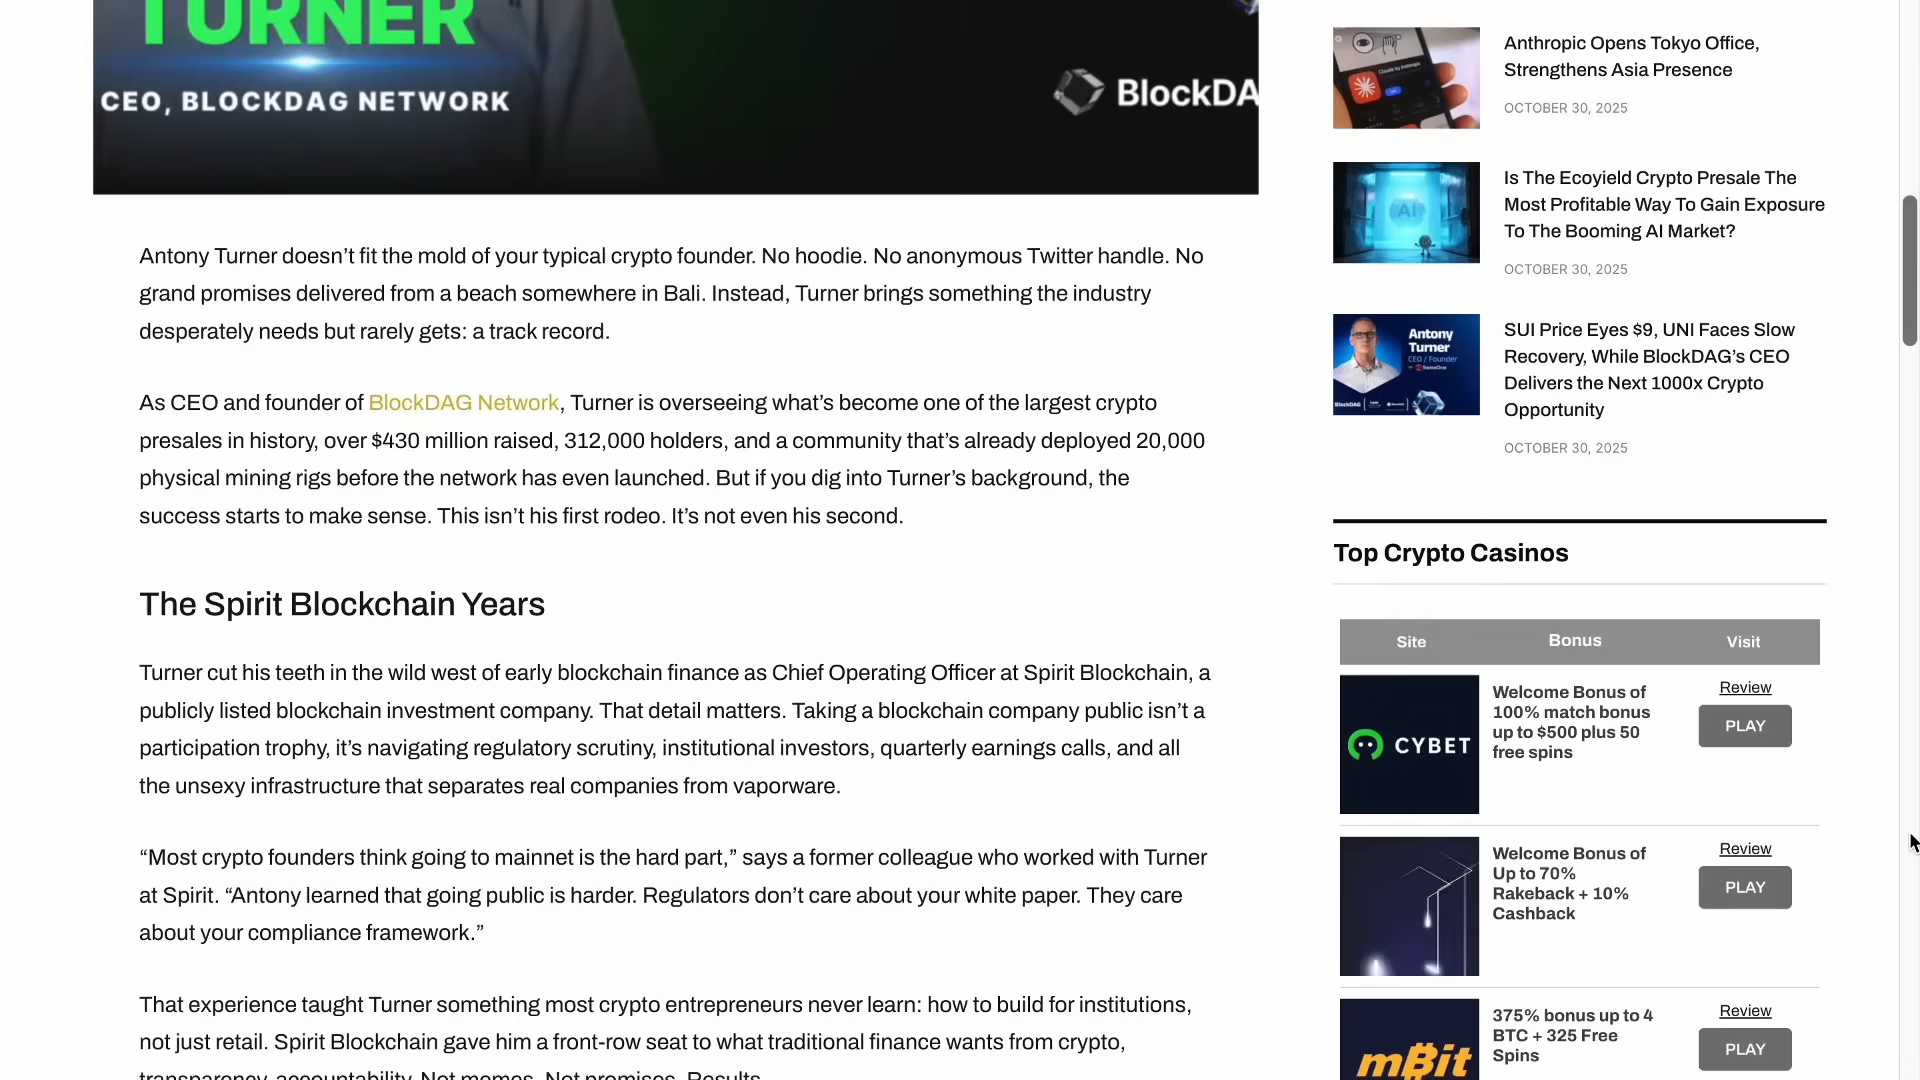 TURNER
CEO, BLOCKDAG NETWORK
BlockDA
Antony Turner doesn’t fit the mold of your typical crypto founder. No hoodie. No anonymous Twitter handle. No
grand promises delivered from a beach somewhere in Bali. Instead, Turner brings something the industry
desperately needs but rarely gets: a track record.
As CEO and founder of BlockDAG Network, Turner is overseeing what’s become one of the largest crypto
presales in history, over $430 million raised, 312,000 holders, and a community that’s already deployed 20,000
physical mining rigs before the network has even launched. But if you dig into Turner’s background, the
success starts to make sense. This isn’t his first rodeo. It’s not even his second.
The Spirit Blockchain Years
Turner cut his teeth in the wild west of early blockchain finance as Chief Operating Officer at Spirit Blockchain, a
publicly listed blockchain investment company. That detail matters. Taking a blockchain company public isn’t a
participation trophy, it’s navigating regulatory scrutiny, institutional investors, quarterly earnings calls, and all
the unsexy infrastructure that separates real companies from vaporware.
“Most crypto founders think going to mainnet is the hard part,” says a former colleague who worked with Turner
at Spirit. “Antony learned that going public is harder. Regulators don’t care about your white paper. They care
about your compliance framework.”
That experience taught Turner something most crypto entrepreneurs never learn: how to build for institutions,
not just retail. Spirit Blockchain gave him a front-row seat to what traditional finance wants from crypto,
transparency, accountability. Not memes. Not promises. Results.
Anthropic Opens Tokyo Office,
Strengthens Asia Presence
OCTOBER 30, 2025
AI
Is The Ecoyield Crypto Presale The
Most Profitable Way To Gain Exposure
To The Booming AI Market?
OCTOBER 30, 2025
Antony
Turner
CEO / Founder
SwissOne
BlockDAG
SUI Price Eyes $9, UNI Faces Slow
Recovery, While BlockDAG’s CEO
Delivers the Next 1000x Crypto
Opportunity
OCTOBER 30, 2025
Top Crypto Casinos
Site Bonus Visit
CYBET
Welcome Bonus of
100% match bonus
up to $500 plus 50
free spins
Review
PLAY
Welcome Bonus of
Up to 70%
Rakeback + 10%
Cashback
Review
PLAY
mBit
375% bonus up to 4
BTC + 325 Free
Spins
Review
PLAY